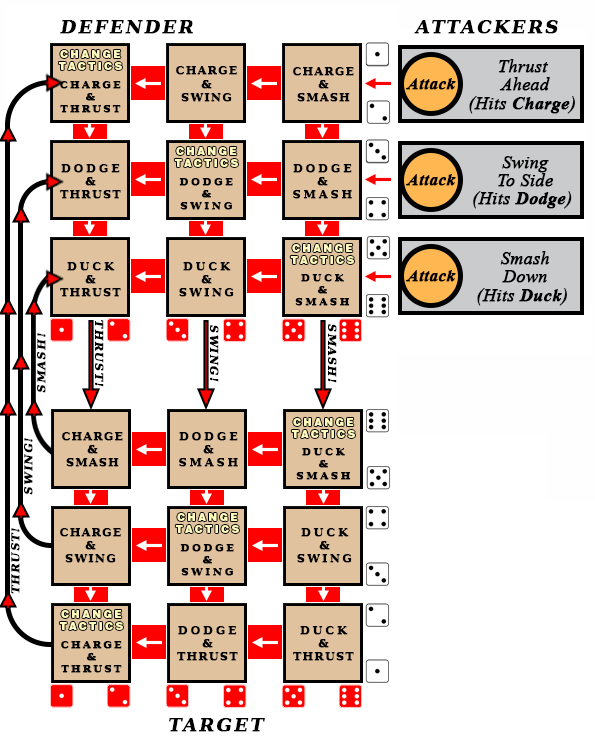 DEFENDER
ATTACKERS
CHANGE
TACTICS
CHARGE
&
THRUST
CHARGE
&
SWING
CHARGE
&
SMASH
Attack
Thrust
Ahead
(Hits Charge)
DODGE
&
THRUST
CHANGE
TACTICS
DODGE
&
SWING
DODGE
&
SMASH
Attack
Swing
To Side
(Hits Dodge)
DUCK
&
THRUST
DUCK
&
SWING
CHANGE
TACTICS
DUCK
&
SMASH
Attack
Smash
Down
(Hits Duck)
THRUST!
SWING!
SMASH!
SMASH!
SWING!
THRUST!
CHARGE
&
SMASH
DODGE
&
SMASH
CHANGE
TACTICS
DUCK
&
SMASH
CHARGE
&
SWING
CHANGE
TACTICS
DODGE
&
SWING
DUCK
&
SWING
CHANGE
TACTICS
CHARGE
&
THRUST
DODGE
&
THRUST
DUCK
&
THRUST
TARGET